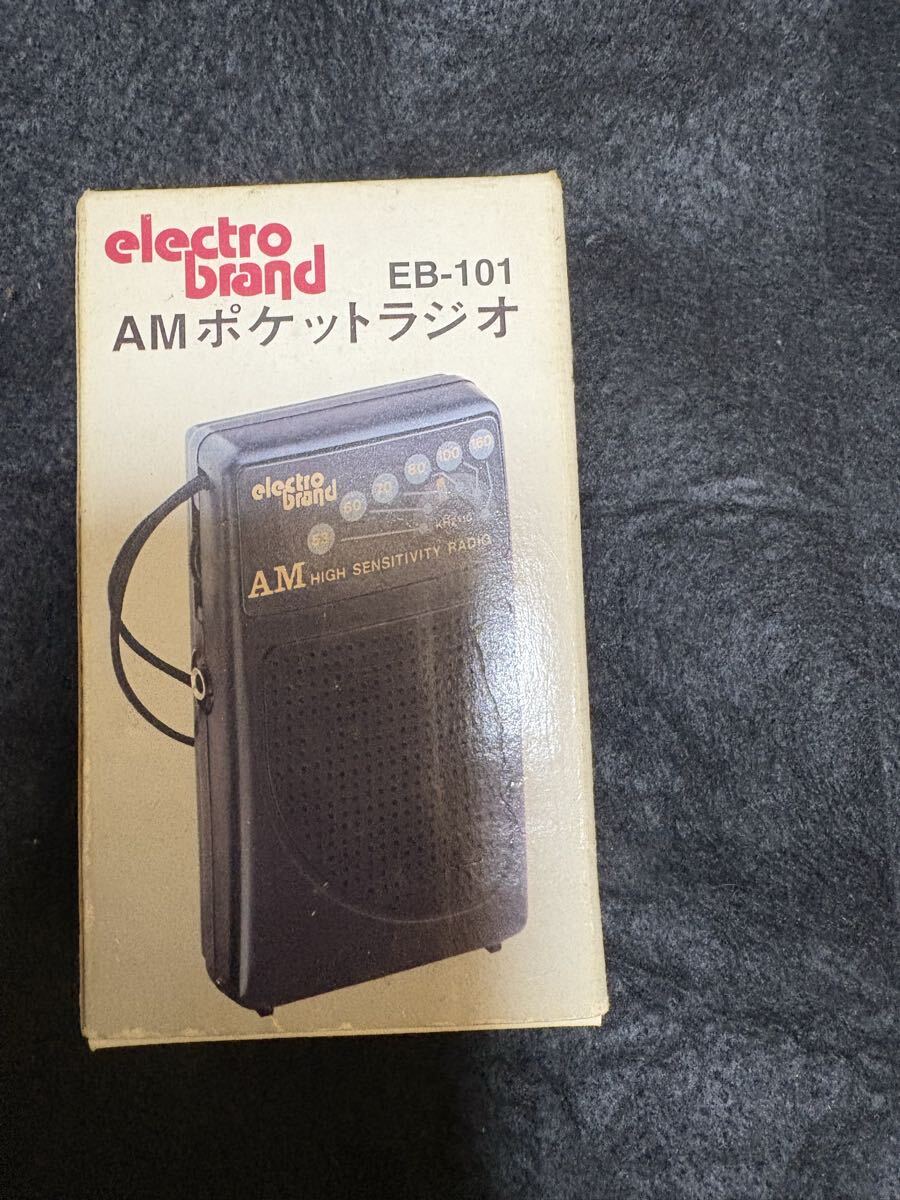 electro
brand
EB-101
AMポケットラジオ
electro
brand
53 60 70 80 100 160
AM HIGH SENSITIVITY RADIO